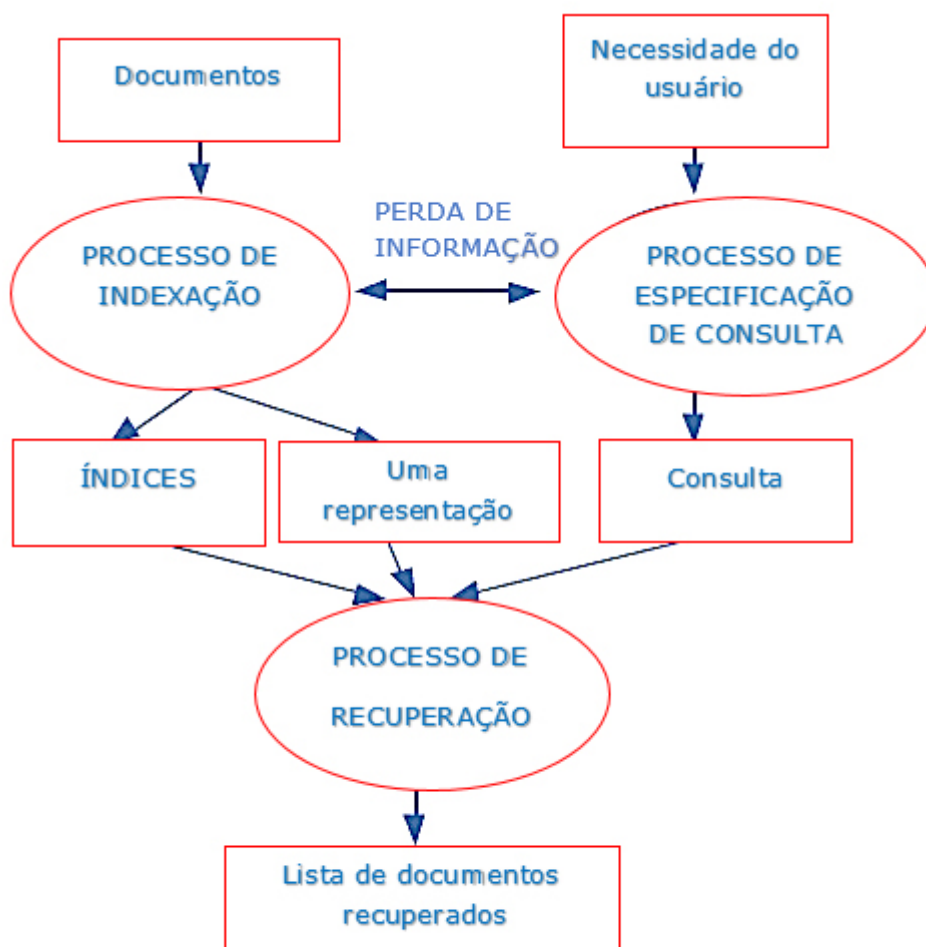 Documentos
Necessidade do
usuário
PERDA DE
INFORMAÇÃO
PROCESSO DE
INDEXAÇÃO
PROCESSO DE
ESPECIFICAÇÃO
DE CONSULTA
ÍNDICES
Uma
representação
Consulta
PROCESSO DE
RECUPERAÇÃO
Lista de documentos
recuperados